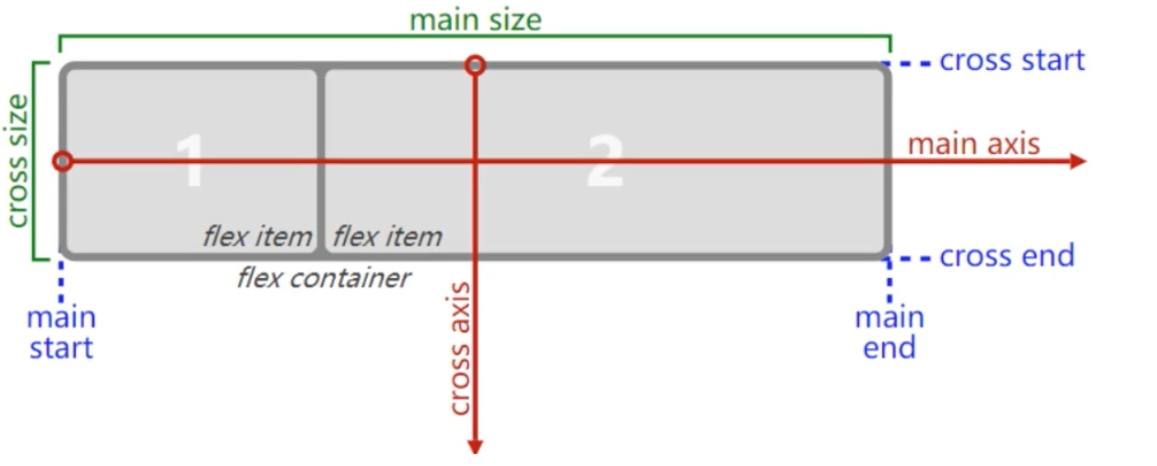 main size
cross start
cross size
1
2
main axis
flex item
flex item
cross end
flex container
cross axis
main
start
main
end